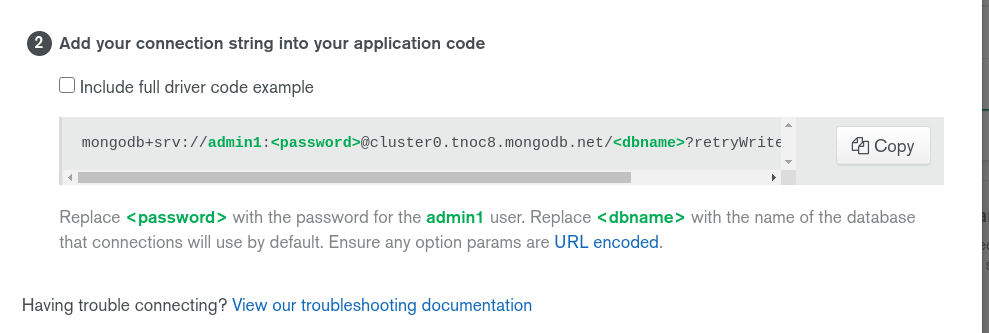 2 Add your connection string into your application code
Include full driver code example
mongodb+srv://admin1:<password>@cluster0.tnoc8.mongodb.net/<dbname>?retryWrite
Copy
Replace <password> with the password for the admin1 user. Replace <dbname> with the name of the database
that connections will use by default. Ensure any option params are URL encoded.
Having trouble connecting? View our troubleshooting documentation